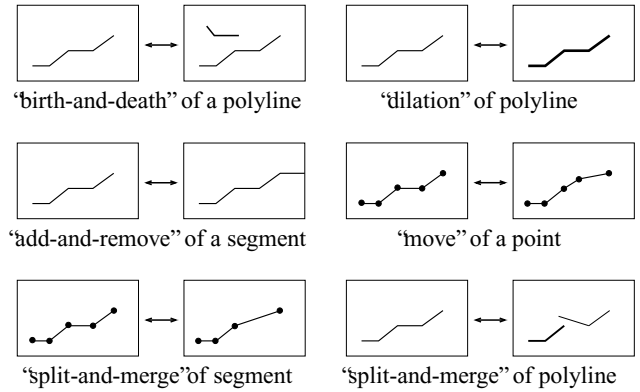 “birth-and-death” of a polyline
“dilation” of polyline
“add-and-remove” of a segment
“move” of a point
“split-and-merge”of segment
“split-and-merge” of polyline